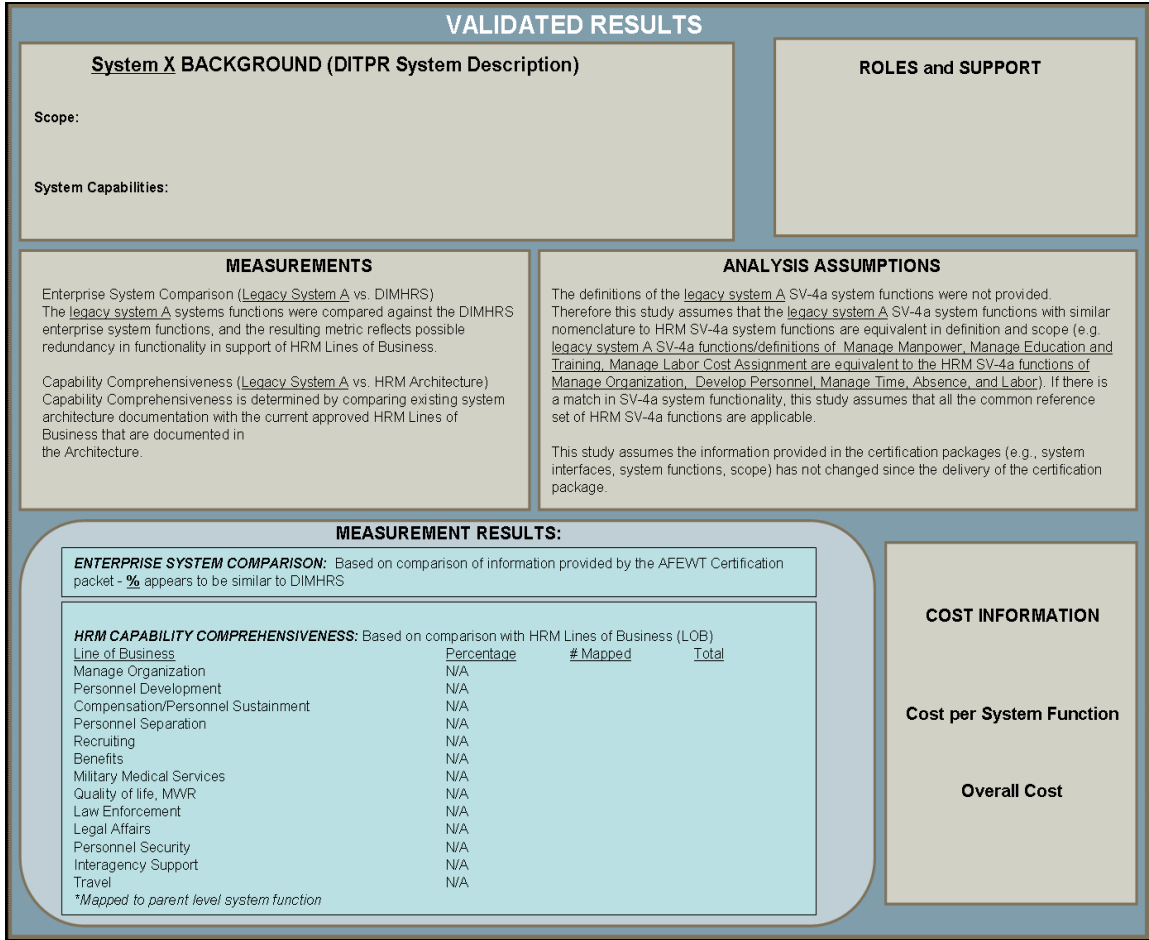 VALIDATED RESULTS
System X BACKGROUND (DITPR System Description)
Scope:
System Capabilities:
ROLES and SUPPORT
MEASUREMENTS
Enterprise System Comparison (Legacy System A vs. DIMHRS)
The legacy system A systems functions were compared against the DIMHRS
enterprise system functions, and the resulting metric reflects possible
redundancy in functionality in support of HRM Lines of Business.
Capability Comprehensiveness (Legacy System A vs. HRM Architecture)
Capability Comprehensiveness is determined by comparing existing system
architecture documentation with the current approved HRM Lines of
Business that are documented in
the Architecture.
ANALYSIS ASSUMPTIONS
The definitions of the legacy system A SV-4a system functions were not provided.
Therefore this study assumes that the legacy system A SV-4a system functions with similar
nomenclature to HRM SV-4a system functions are equivalent in definition and scope (e.g.
legacy system A SV-4a functions/definitions of Manage Manpower, Manage Education and
Training, Manage Labor Cost Assignment are equivalent to the HRM SV-4a functions of
Manage Organization, Develop Personnel, Manage Time, Absence, and Labor). If there is
a match in SV-4a system functionality, this study assumes that all the common reference
set of HRM SV-4a functions are applicable.
This study assumes the information provided in the certification packages (e.g., system
interfaces, system functions, scope) has not changed since the delivery of the certification
package.
MEASUREMENT RESULTS:
ENTERPRISE SYSTEM COMPARISON: Based on comparison of information provided by the AFEWT Certification
packet - % appears to be similar to DIMHRS
HRM CAPABILITY COMPREHENSIVENESS: Based on comparison with HRM Lines of Business (LOB)
Line of Business Percentage # Mapped Total
Manage Organization N/A
Personnel Development N/A
Compensation/Personnel Sustainment N/A
Personnel Separation N/A
Recruiting N/A
Benefits N/A
Military Medical Services N/A
Quality of life, MWR N/A
Law Enforcement N/A
Legal Affairs N/A
Personnel Security N/A
Interagency Support N/A
Travel N/A
*Mapped to parent level system function
COST INFORMATION
Cost per System Function
Overall Cost